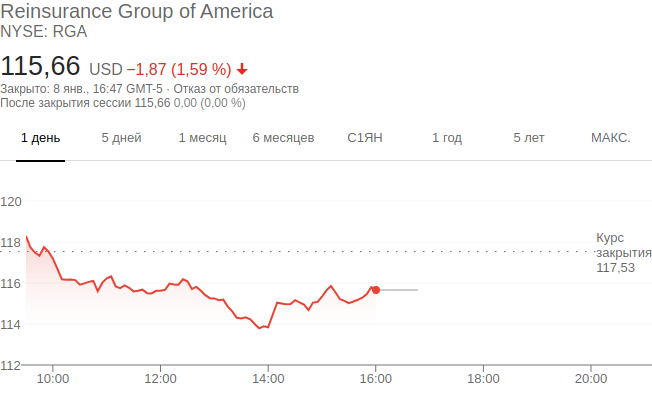 Reinsurance Group of America
NYSE: RGA
115,66 USD −1,87 (1,59 %)
Закрыто: 8 янв., 16:47 GMT-5 · Отказ от обязательств
После закрытия сессии 115,66 0,00 (0,00 %)
1 день 5 дней 1 месяц 6 месяцев С1ЯН 1 год 5 лет МАКС.
120
118
116
114
112
Курс
закрытия
117,53
10:00 12:00 14:00 16:00 18:00 20:00